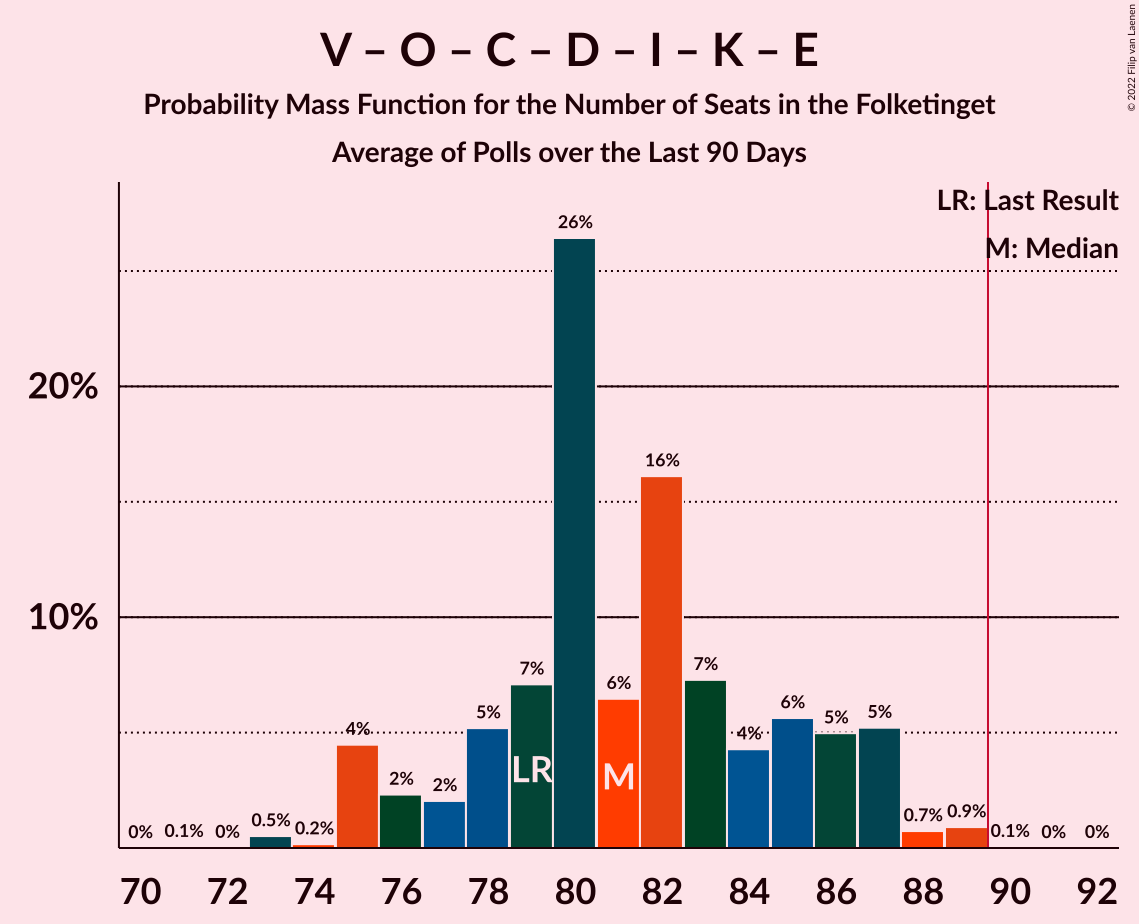 V – O – C – D – I – K – E
Probability Mass Function for the Number of Seats in the Folketinget
Average of Polls over the Last 90 Days
© 2022 Filip van Laenen
LR: Last Result
M: Median
26%
20%
16%
10%
7%
7%
6%
6%
5%
5%
5%
4%
4%
2%
2%
LR
M
0%
0.1%
0%
0.5%
0.2%
0.7%
0.9%
0.1%
0%
0%
70 72 74 76 78 80 82 84 86 88 90 92